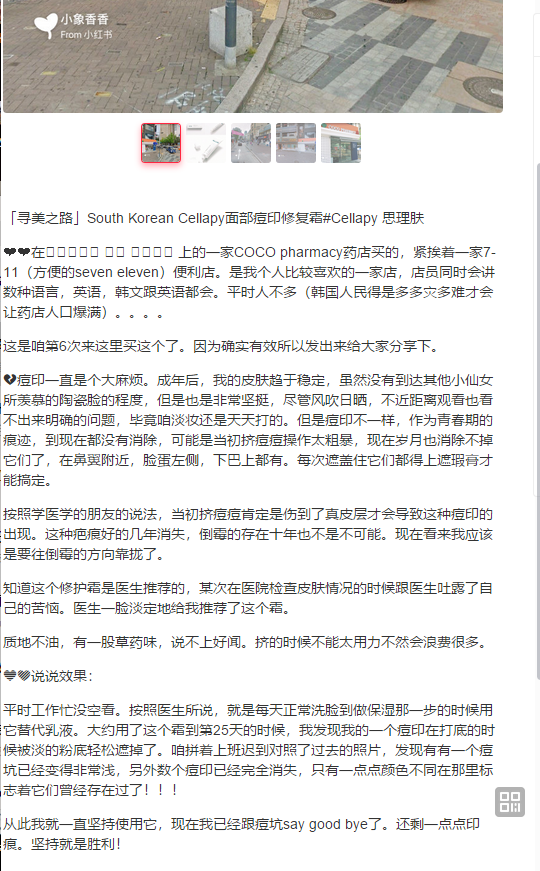 小象香香
From 小红书
「寻美之路」South Korean Cellapy面部痘印修复霜#Cellapy 思理肤
❤❤在 上的一家COCO pharmacy药店买的，紧挨着一家7-
11（方便的seven eleven）便利店。是我个人比较喜欢的一家店，店员同时会讲
数种语言，英语，韩文跟英语都会。平时人不多（韩国人民得是多多灾多难才会
让药店人口爆满）。。。。
这是咱第6次来这里买这个了。因为确实有效所以发出来给大家分享下。
💔痘印一直是个大麻烦。成年后，我的皮肤趋于稳定，虽然没有到达其他小仙女
所羡慕的陶瓷脸的程度，但是也是非常坚挺，尽管风吹日晒，不近距离观看也看
不出来明确的问题，毕竟咱淡妆还是天天打的。但是痘印不一样，作为青春期的
痕迹，到现在都没有消除，可能是当初挤痘痘操作太粗暴，现在岁月也消除不掉
它们了，在鼻翼附近，脸蛋左侧，下巴上都有。每次遮盖住它们都得上遮瑕膏才
能搞定。
按照学医学的朋友的说法，当初挤痘痘肯定是伤到了真皮层才会导致这种痘印的
出现。这种疤痕好的几年消失，倒霉的存在十年也不是不可能。现在看来我应该
是要往倒霉的方向靠拢了。
知道这个修护霜是医生推荐的，某次在医院检查皮肤情况的时候跟医生吐露了自
己的苦恼。医生一脸淡定地给我推荐了这个霜。
质地不油，有一股草药味，说不上好闻。挤的时候不能太用力不然会浪费很多。
说说效果：
平时工作忙没空看。按照医生所说，就是每天正常洗脸到做保湿那一步的时候用
它替代乳液。大约用了这个霜到第25天的时候，我发现我的一个痘印在打底的时
候被淡的粉底轻松遮掉了。咱拼着上班迟到对照了过去的照片，发现有有一个痘
坑已经变得非常浅，另外数个痘印已经完全消失，只有一点点颜色不同在那里标
志着它们曾经存在过了！！！
从此我就一直坚持使用它，现在我已经跟痘坑say good bye了。还剩一点点印
痕。坚持就是胜利！